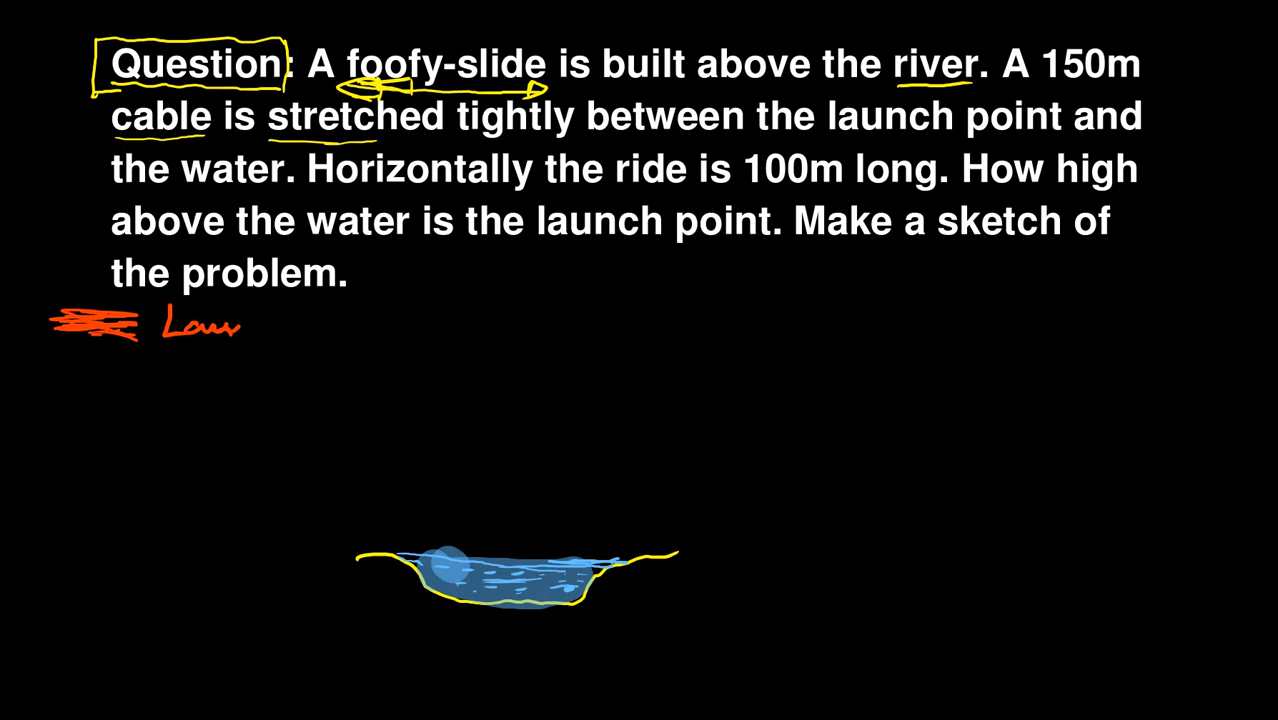 Question: A foofy-slide is built above the river. A 150m
cable is stretched tightly between the launch point and
the water. Horizontally the ride is 100m long. How high
above the water is the launch point. Make a sketch of
the problem.